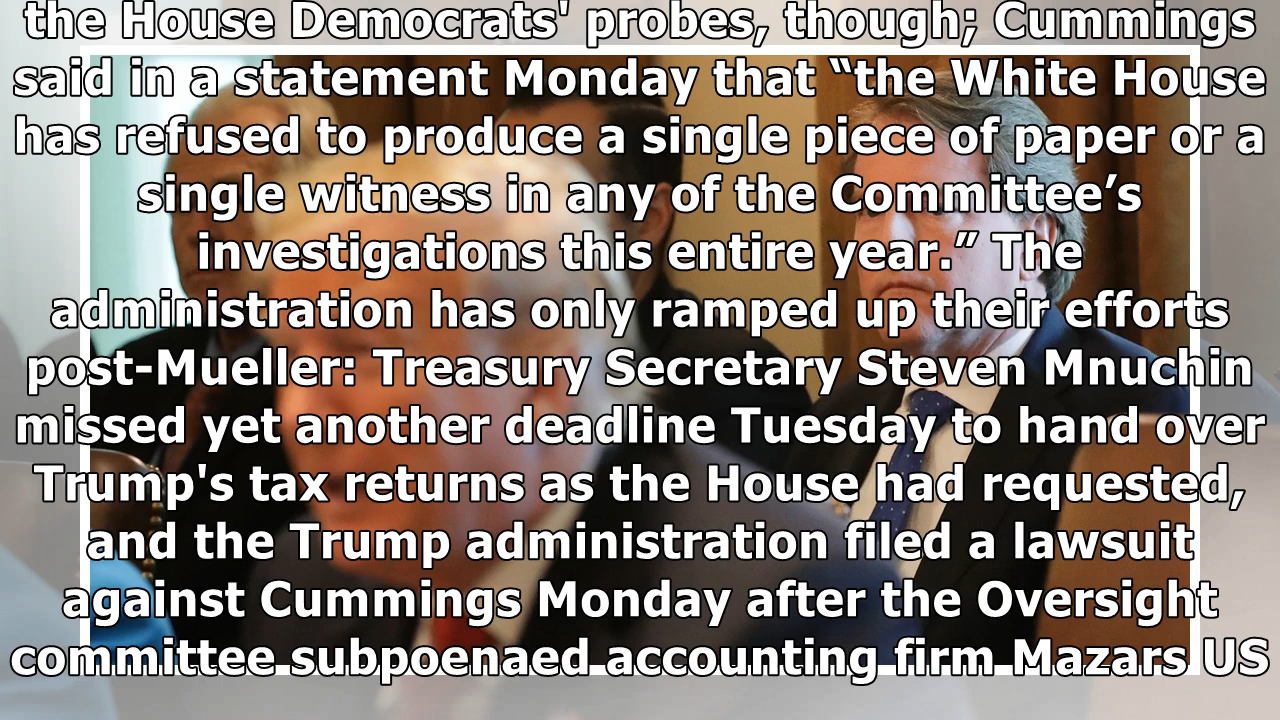 the House Democrats' probes, though; Cummings
said in a statement Monday that “the White House
has refused to produce a single piece of paper or a
single witness in any of the Committee’s
investigations this entire year.” The
administration has only ramped up their efforts
post-Mueller: Treasury Secretary Steven Mnuchin
missed yet another deadline Tuesday to hand over
Trump's tax returns as the House had requested,
and the Trump administration filed a lawsuit
against Cummings Monday after the Oversight
committee subpoenaed accounting firm Mazars US